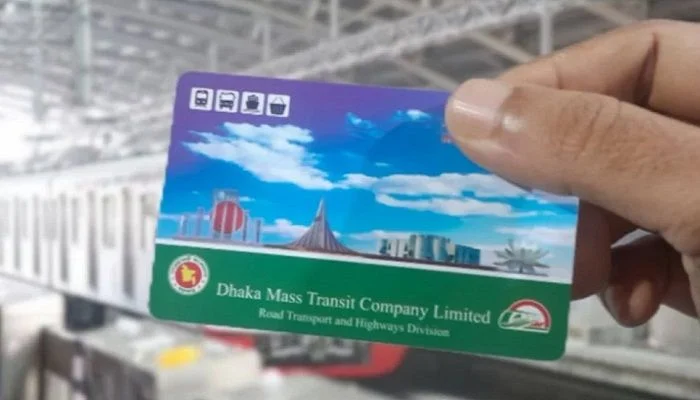 Dhaka Mass Transit Company Limited
Road Transport and Highways Division